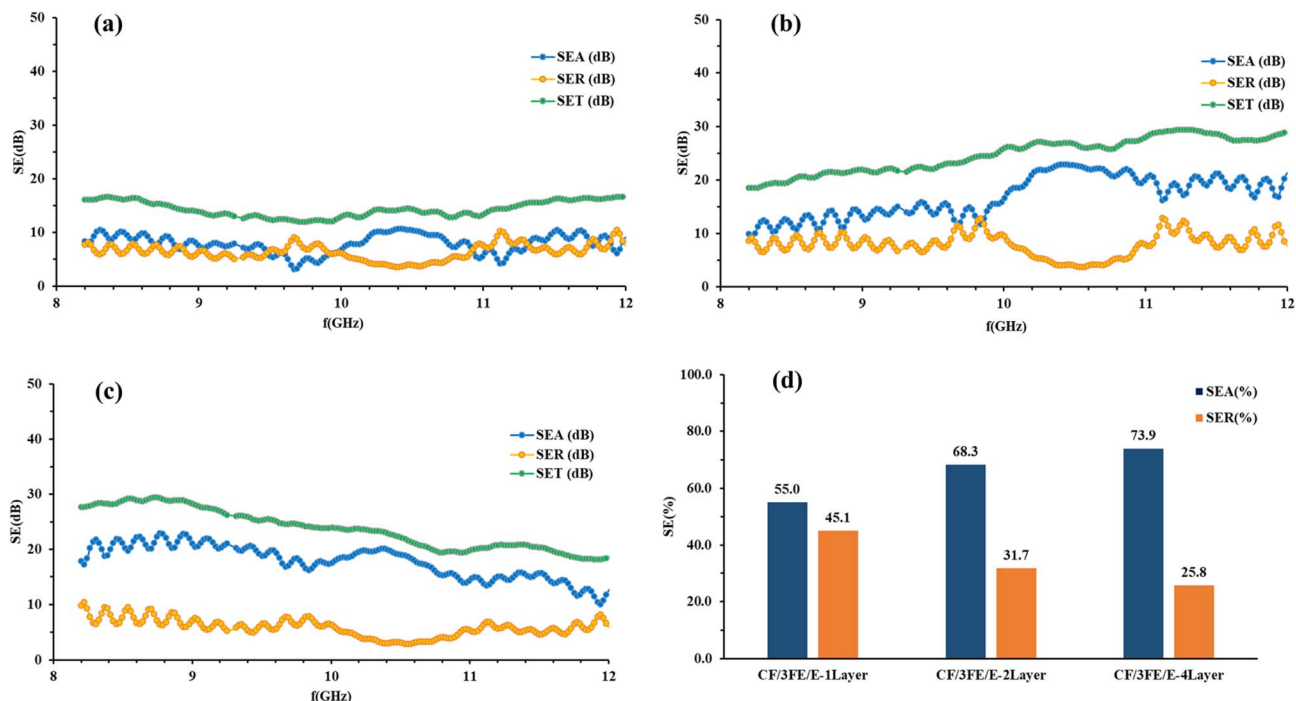 (a)
50
40
30
20
10
0
SE(dB)
SEA (dB)
SER (dB)
SET (dB)
8 9 10 11 12
f(GHz)
(b)
50
40
30
20
10
0
SE(dB)
SEA (dB)
SER (dB)
SET (dB)
8 9 10 11 12
f(GHz)
(c)
50
40
30
20
10
0
SE(dB)
SEA (dB)
SER (dB)
SET (dB)
8 9 10 11 12
f(GHz)
(d)
100.0
80.0
60.0
40.0
20.0
0.0
SE(%)
SEA(%)
SER(%)
55.0
45.1
68.3
31.7
73.9
25.8
CF/3FE/E-1Layer CF/3FE/E-2Layer CF/3FE/E-4Layer